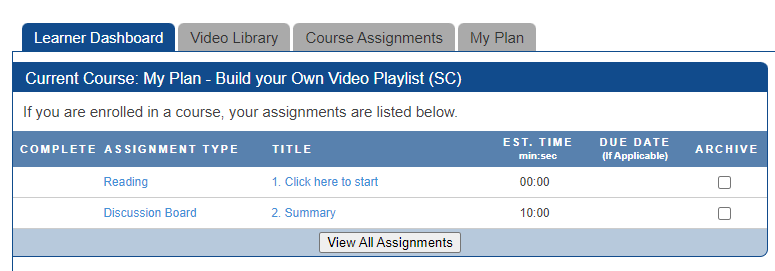 Learner Dashboard Video Library Course Assignments My Plan
Current Course: My Plan - Build your Own Video Playlist (SC)
If you are enrolled in a course, your assignments are listed below.
COMPLETE ASSIGNMENT TYPE TITLE EST. TIME min:sec DUE DATE (If Applicable) ARCHIVE
Reading 1. Click here to start 00:00
Discussion Board 2. Summary 10:00
View All Assignments